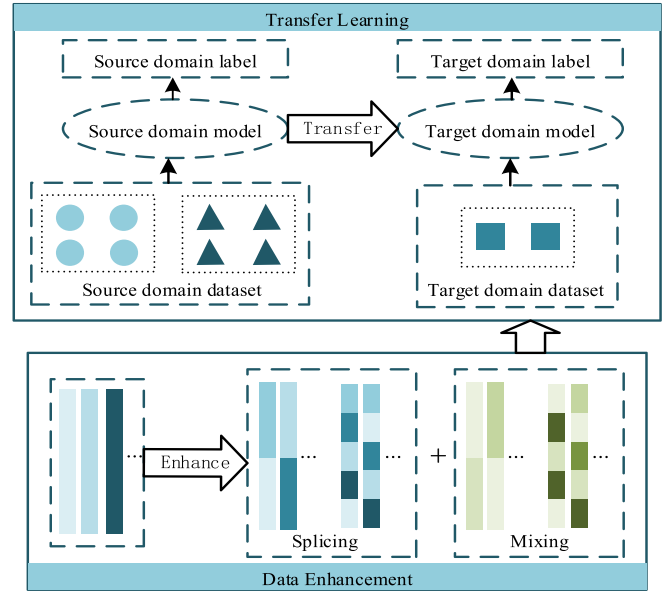 Transfer Learning
Source domain label
Target domain label
Source domain model
Transfer
Target domain model
Source domain dataset
Target domain dataset
...
Enhance
...
...
+
...
...
Splicing
Mixing
Data Enhancement